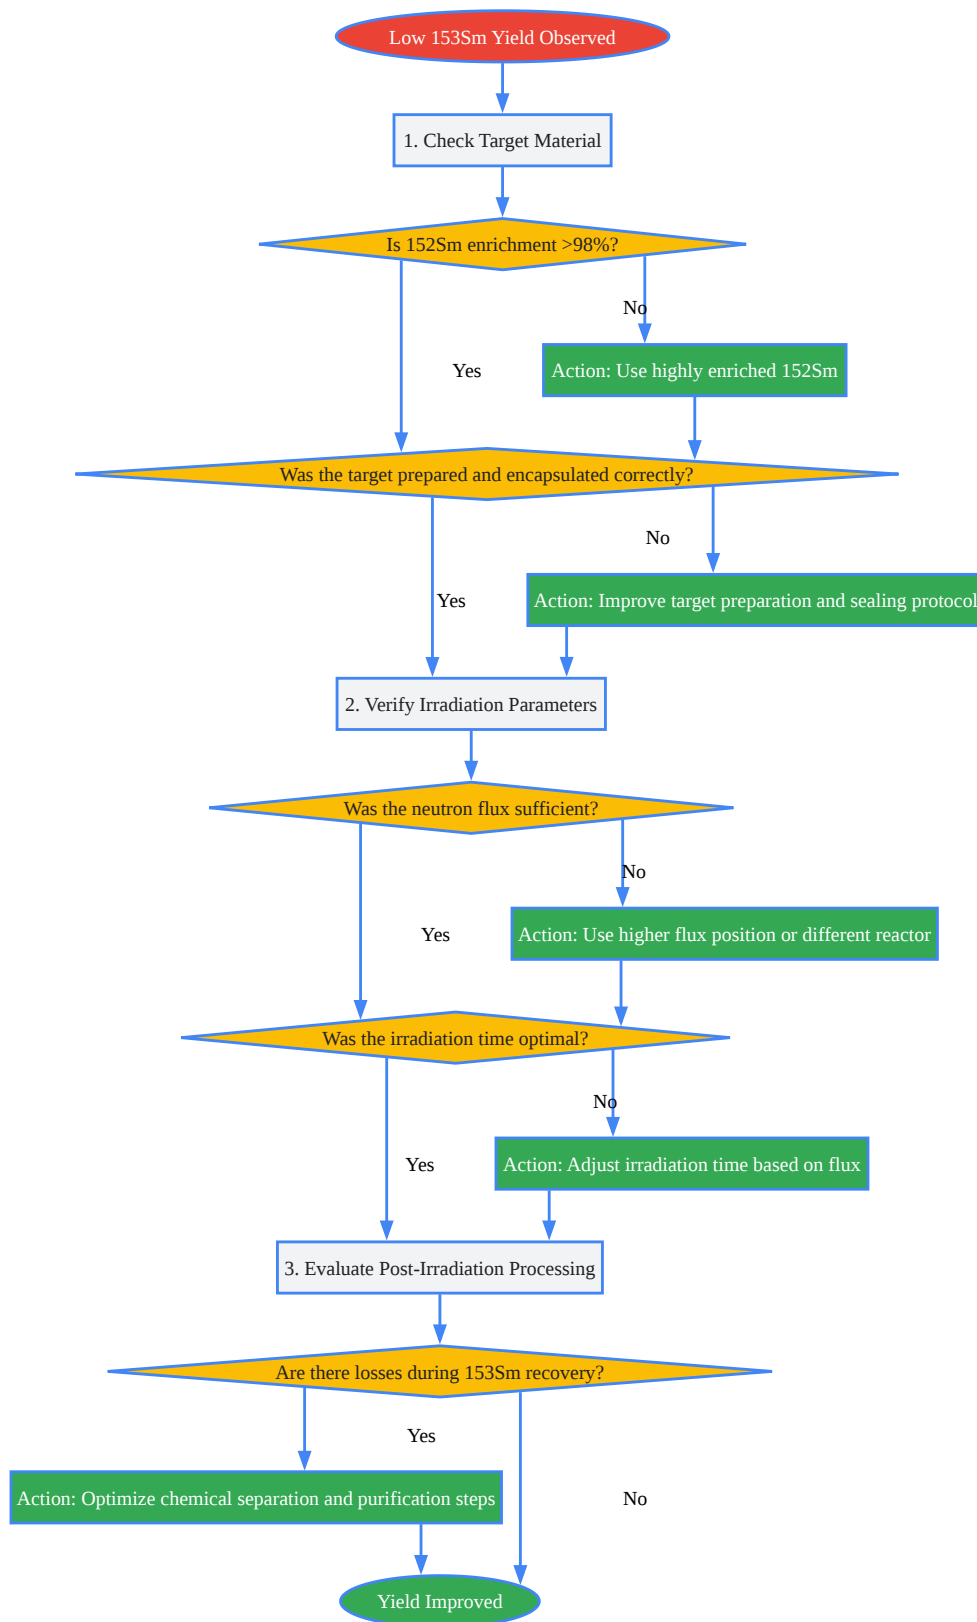 Low 153Sm Yield Observed
1. Check Target Material
Is 152Sm enrichment >98%?
No
Yes
Action: Use highly enriched 152Sm
Was the target prepared and encapsulated correctly?
No
Yes
Action: Improve target preparation and sealing protocol
2. Verify Irradiation Parameters
Was the neutron flux sufficient?
No
Yes
Action: Use higher flux position or different reactor
Was the irradiation time optimal?
No
Yes
Action: Adjust irradiation time based on flux
3. Evaluate Post-Irradiation Processing
Are there losses during 153Sm recovery?
Yes
Action: Optimize chemical separation and purification steps
No
Yield Improved